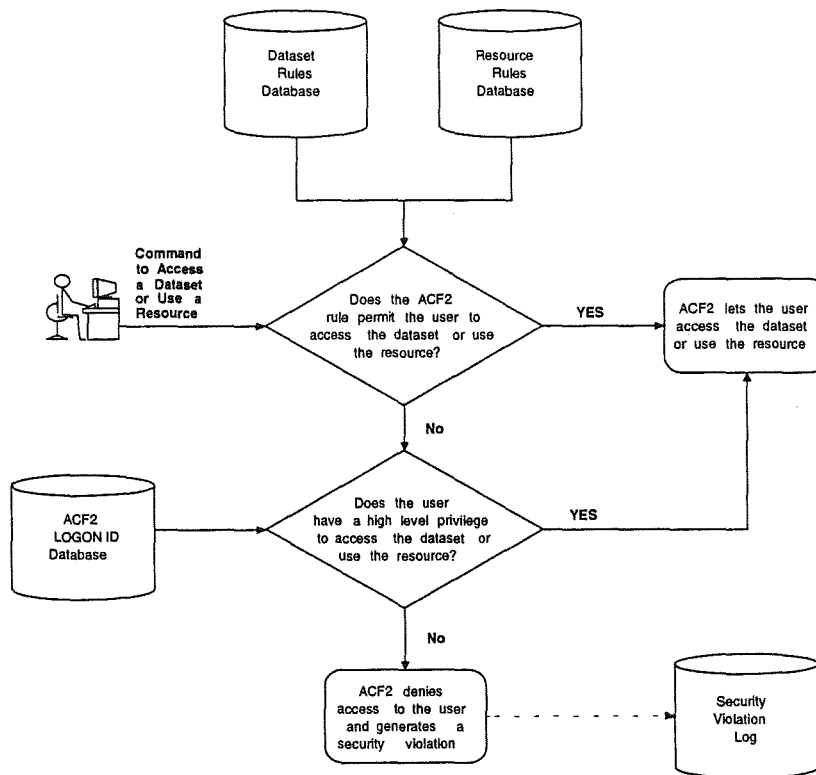 Dataset
Rules
Database
Resource
Rules
Database
Command
to Access
a Dataset
or Use a
Resource
Does the ACF2
rule permit the user to
access the dataset or use
the resource?
YES
ACF2 lets the user
access the dataset
or use the resource
No
ACF2
LOGON ID
Database
Does the user
have a high level privilege
to access the dataset or
use the resource?
YES
No
ACF2 denies
access to the user
and generates a
security violation
Security
Violation
Log